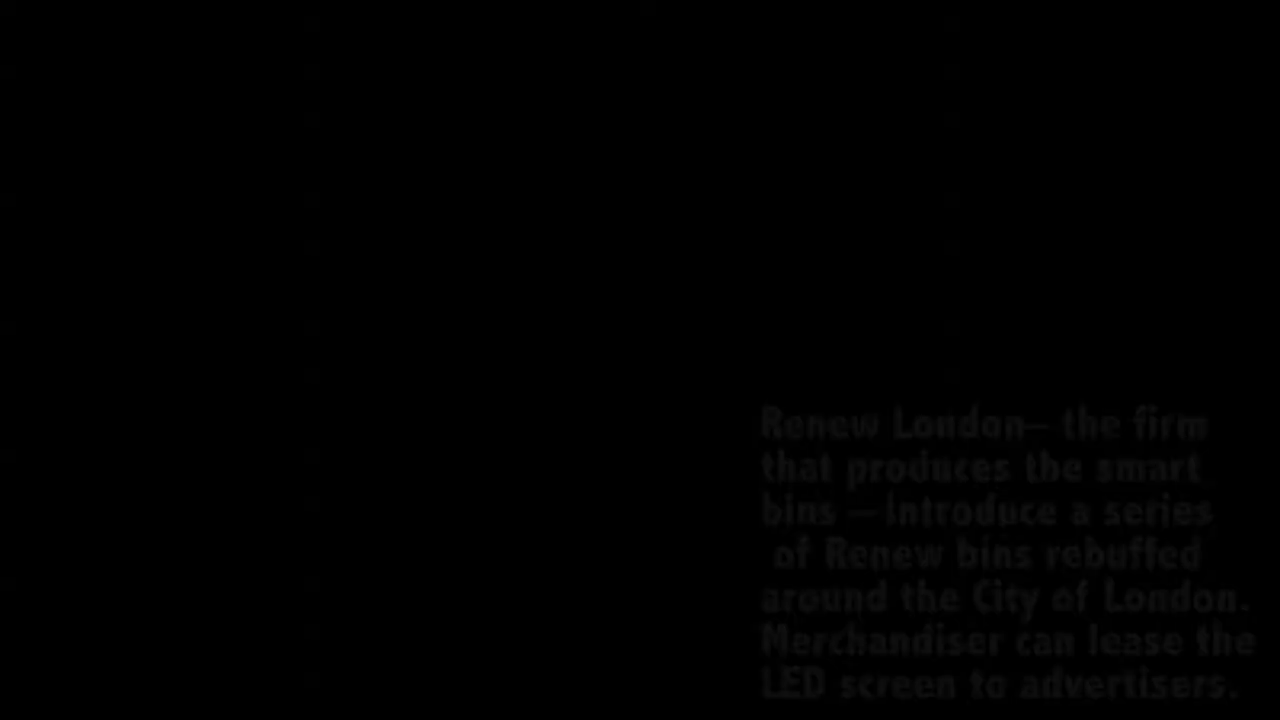 Renew London— the firm
that produces the smart
bins — introduce a series
of Renew bins rebuffed
around the City of London.
Merchandiser can lease the
LED screen to advertisers.